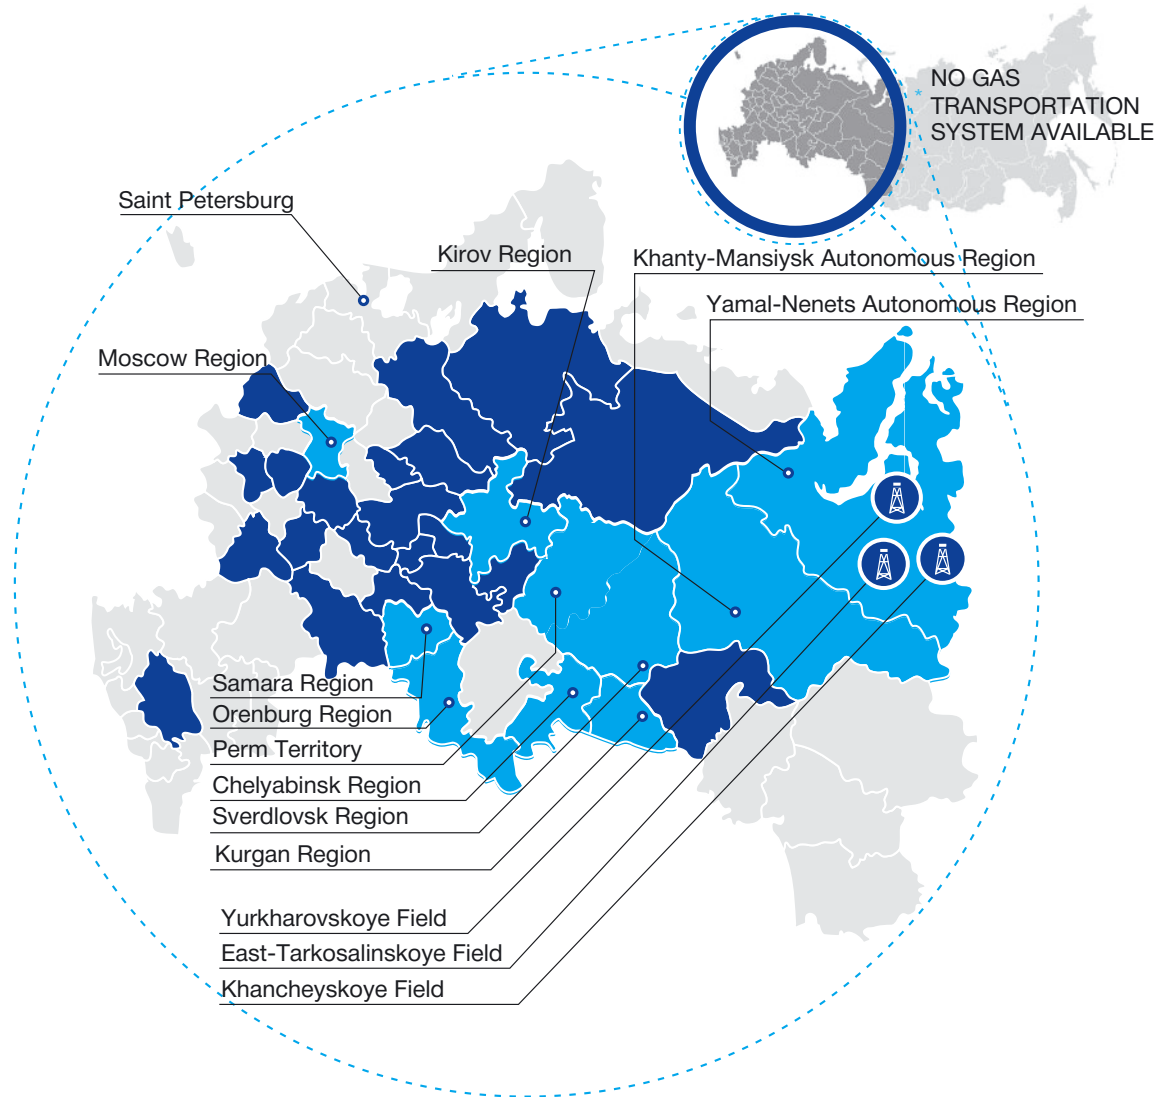 * NO GAS
TRANSPORTATION
SYSTEM AVAILABLE
Saint Petersburg
Kirov Region
Khanty-Mansiysk Autonomous Region
Yamal-Nenets Autonomous Region
Moscow Region
Samara Region
Orenburg Region
Perm Territory
Chelyabinsk Region
Sverdlovsk Region
Kurgan Region
Yurkharovskoye Field
East-Tarkosalinskoye Field
Khancheyskoye Field